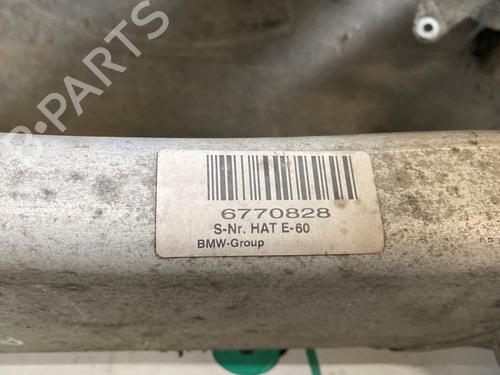 B-PARTS
6770828
S-Nr. HAT E-60
BMW-Group